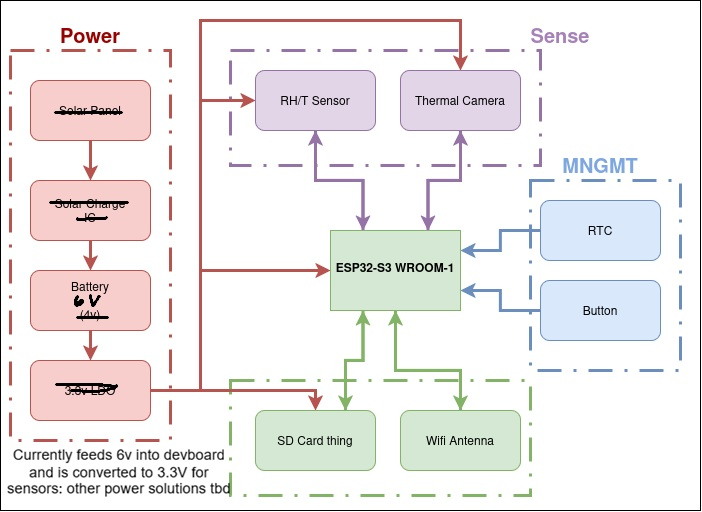 Power
Sense
Solar Panel
RH/T Sensor
Thermal Camera
MNGMT
Solar Charge
IC
RTC
ESP32-S3 WROOM-1
Battery
6V
(4v)
Button
3.3v LDO
SD Card thing
Wifi Antenna
Currently feeds 6v into devboard
and is converted to 3.3V for
sensors: other power solutions tbd